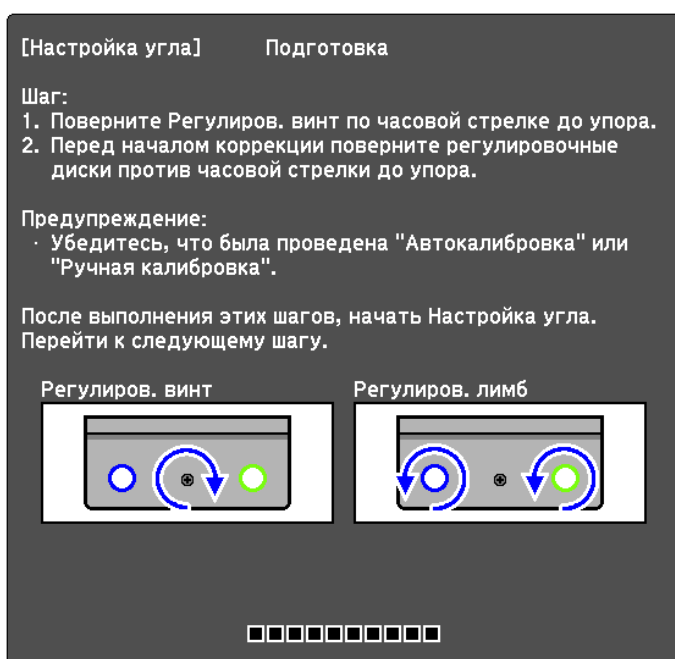 [Настройка угла] Подготовка
Шаг:
1. Поверните Регулиров. винт по часовой стрелке до упора.
2. Перед началом коррекции поверните регулировочные
диски против часовой стрелки до упора.
Предупреждение:
· Убедитесь, что была проведена "Автокалибровка" или
"Ручная калибровка".
После выполнения этих шагов, начать Настройка угла.
Перейти к следующему шагу.
Регулиров. винт Регулиров. лимб